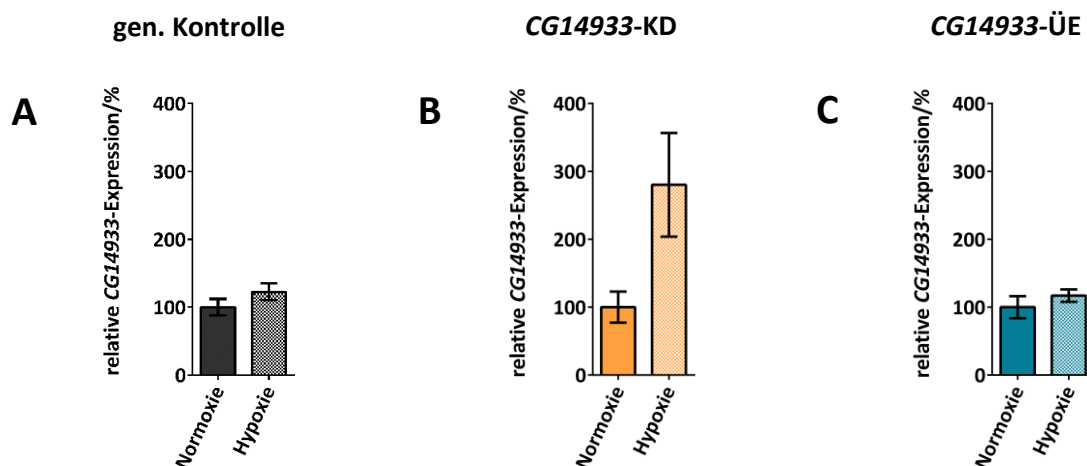 gen. Kontrolle
CG14933-KD
CG14933-ÜE
A
relative CG14933-Expression/%
400
300
200
100
0
Normoxie
Hypoxie
B
relative CG14933-Expression/%
400
300
200
100
0
Normoxie
Hypoxie
C
relative CG14933-Expression/%
400
300
200
100
0
Normoxie
Hypoxie